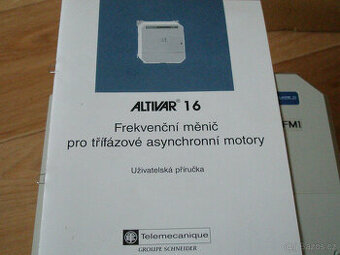 ALTIVAR® 16
Frekvenční měnič
pro třífázové asynchronní motory
Uživatelská příručka
Telemecanique
GROUPE SCHNEIDER
FM1